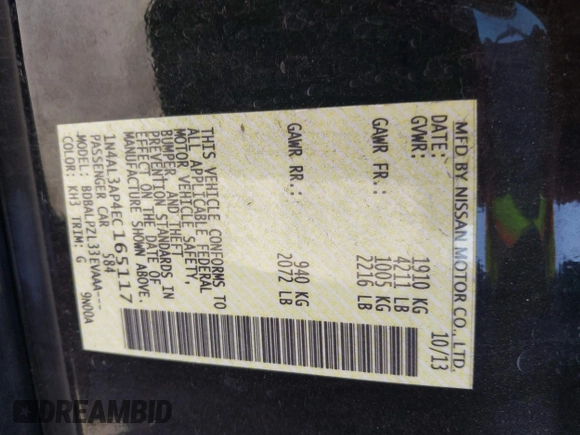 MFD BY NISSAN MOTOR CO., LTD.
DATE: 10/13
GVWR: 1910 KG
4211 LB
GAWR FR.: 1005 KG
2216 LB
GAWR RR.: 940 KG
2072 LB
THIS VEHICLE CONFORMS TO
ALL APPLICABLE FEDERAL
MOTOR VEHICLE SAFETY,
BUMPER, AND THEFT
PREVENTION STANDARDS IN
EFFECT ON THE DATE OF
MANUFACTURE SHOWN ABOVE.
1N4AL3AP4EC165117
PASSENGER CAR 584
MODEL: BDBALPZL33EVAAA---
COLOR: KH3 TRIM: G 9N00A
DREAMBID